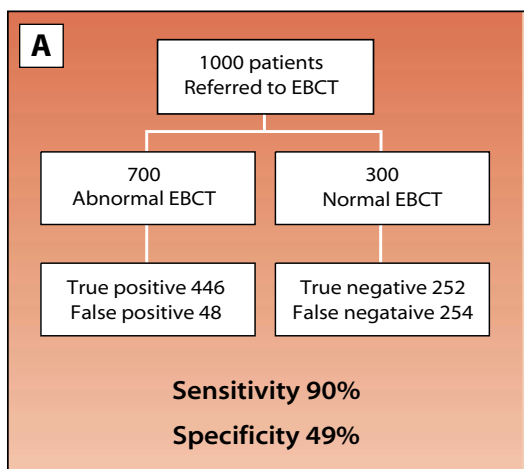 A
1000 patients
Referred to EBCT
700
Abnormal EBCT
300
Normal EBCT
True positive 446
False positive 48
True negative 252
False negataive 254
Sensitivity 90%
Specificity 49%